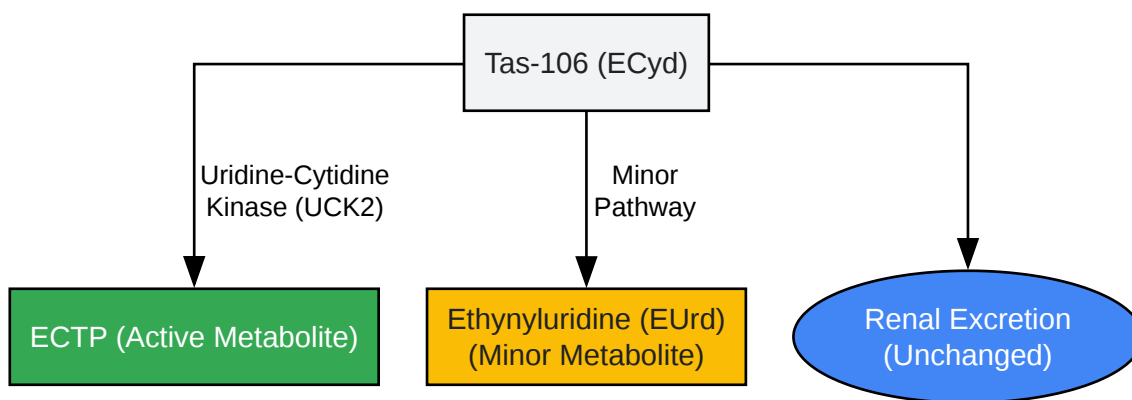 Tas-106 (ECyd)
Uridine-Cytidine
Kinase (UCK2)
Minor
Pathway
ECTP (Active Metabolite)
Ethynyluridine (EUrd)
(Minor Metabolite)
Renal Excretion
(Unchanged)